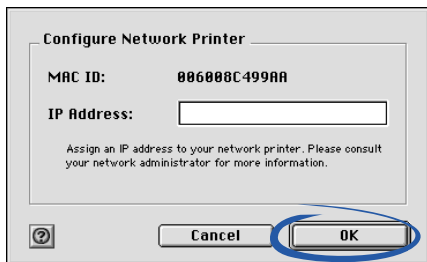 Configure Network Printer
MAC ID: 006008C499AA
IP Address:
Assign an IP address to your network printer. Please consult
your network administrator for more information.
?
Cancel
OK